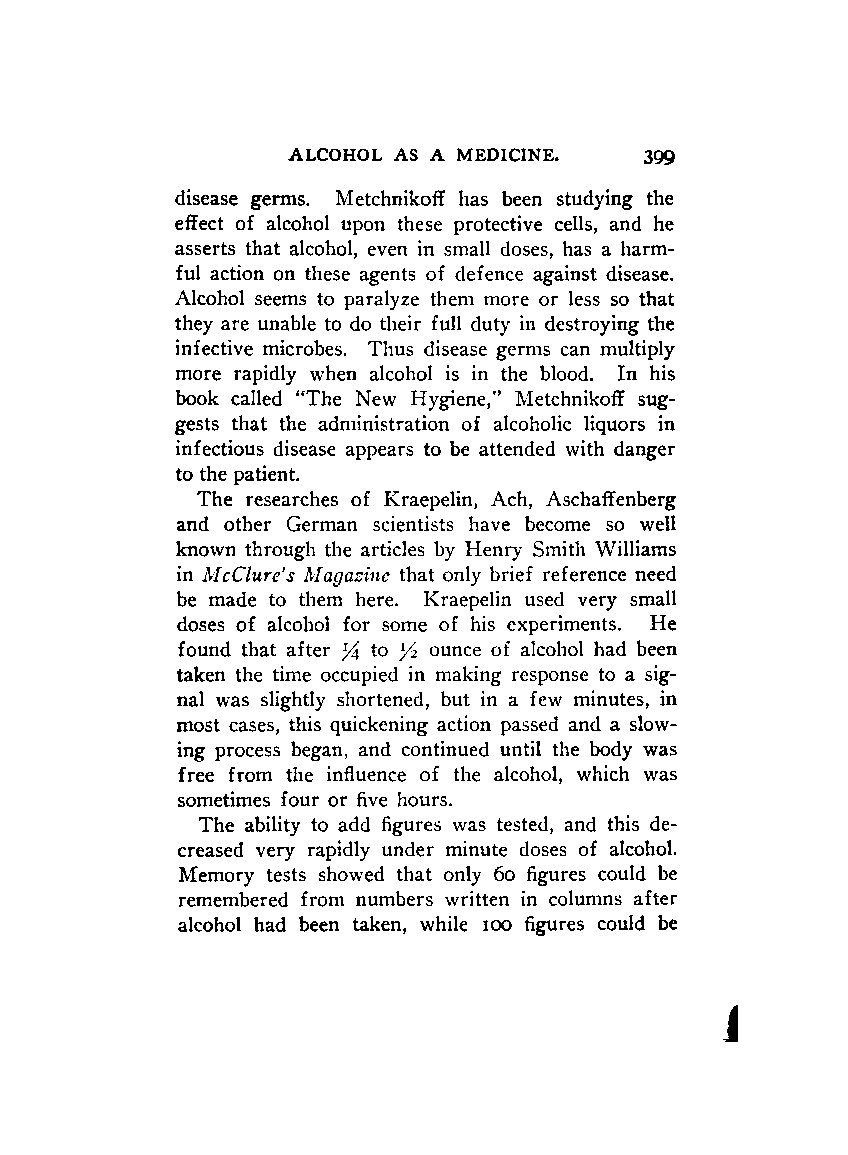 ALCOHOL AS A MEDICINE. 399
disease germs. Metchnikoff has been studying the
effect of alcohol upon these protective cells, and he
asserts that alcohol, even in small doses, has a harm-
ful action on these agents of defence against disease.
Alcohol seems to paralyze them more or less so that
they are unable to do their full duty in destroying the
infective microbes. Thus disease germs can multiply
more rapidly when alcohol is in the blood. In his
book called "The New Hygiene," Metchnikoff sug-
gests that the administration of alcoholic liquors in
infectious disease appears to be attended with danger
to the patient.
The researches of Kraepelin, Ach, Aschaffenberg
and other German scientists have become so well
known through the articles by Henry Smith Williams
in McClure's Magazine that only brief reference need
be made to them here. Kraepelin used very small
doses of alcohol for some of his experiments. He
found that after ¼ to ½ ounce of alcohol had been
taken the time occupied in making response to a sig-
nal was slightly shortened, but in a few minutes, in
most cases, this quickening action passed and a slow-
ing process began, and continued until the body was
free from the influence of the alcohol, which was
sometimes four or five hours.
The ability to add figures was tested, and this de-
creased very rapidly under minute doses of alcohol.
Memory tests showed that only 60 figures could be
remembered from numbers written in columns after
alcohol had been taken, while 100 figures could be